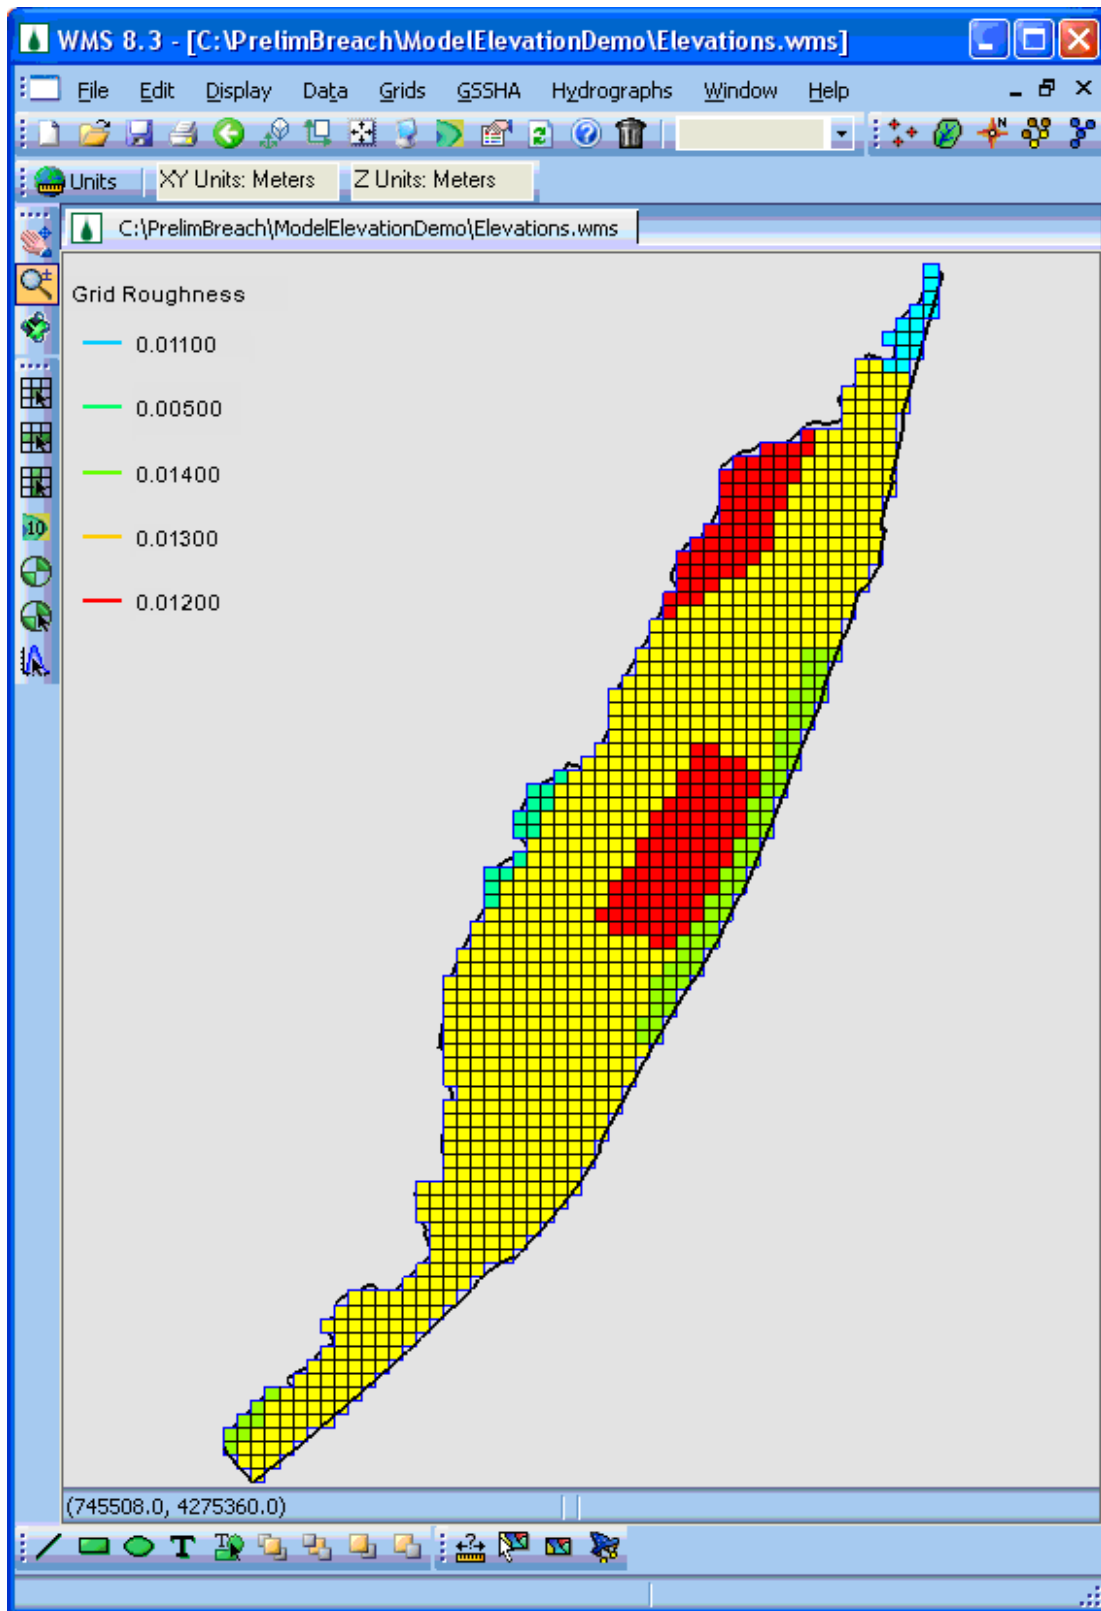 WMS 8.3 - [C:\PrelimBreach\ModelElevationDemo\Elevations.wms]
File Edit Display Data Grids GSSHA Hydrographs Window Help
Units XY Units: Meters Z Units: Meters
C:\PrelimBreach\ModelElevationDemo\Elevations.wms
Grid Roughness
0.01100
0.00500
0.01400
0.01300
0.01200
10
(745508.0, 4275360.0)
T